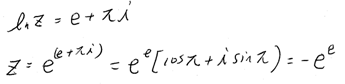 ln z = e + πi
z = e^(e+πi) = e^e [cos π + i sin π] = -e^e